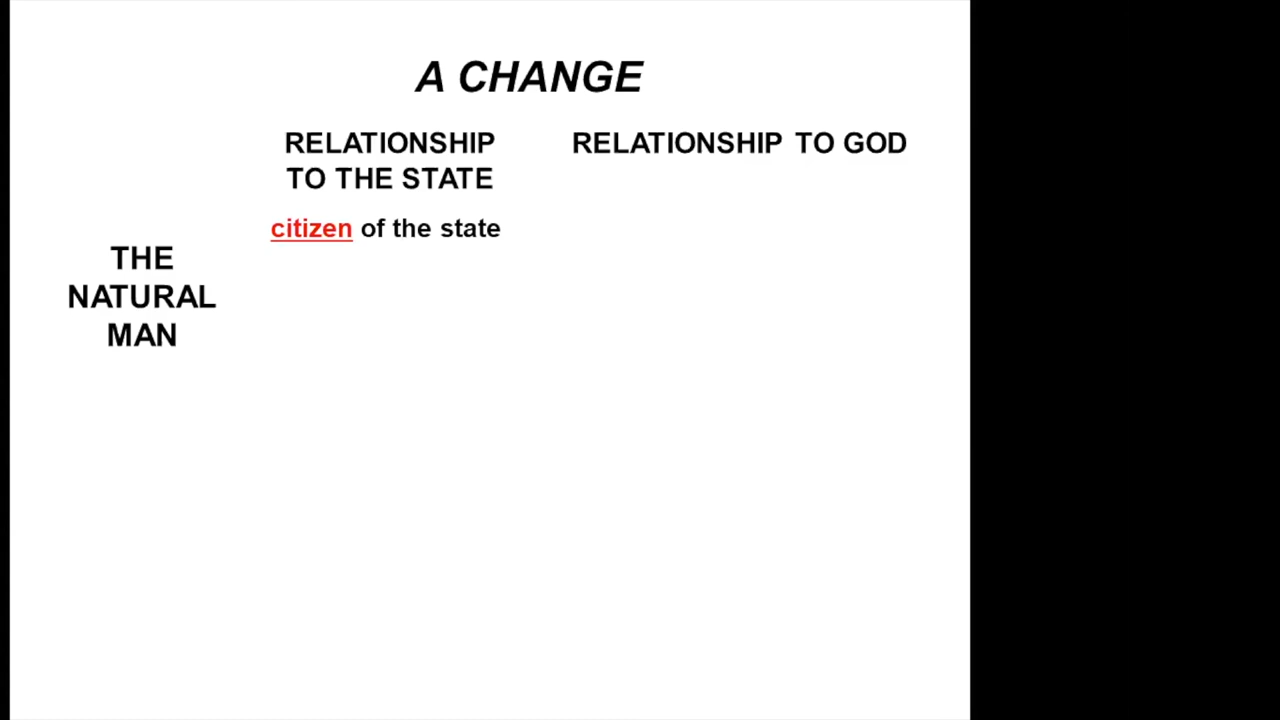 A CHANGE
RELATIONSHIP
TO THE STATE
RELATIONSHIP TO GOD
citizen of the state
THE
NATURAL
MAN